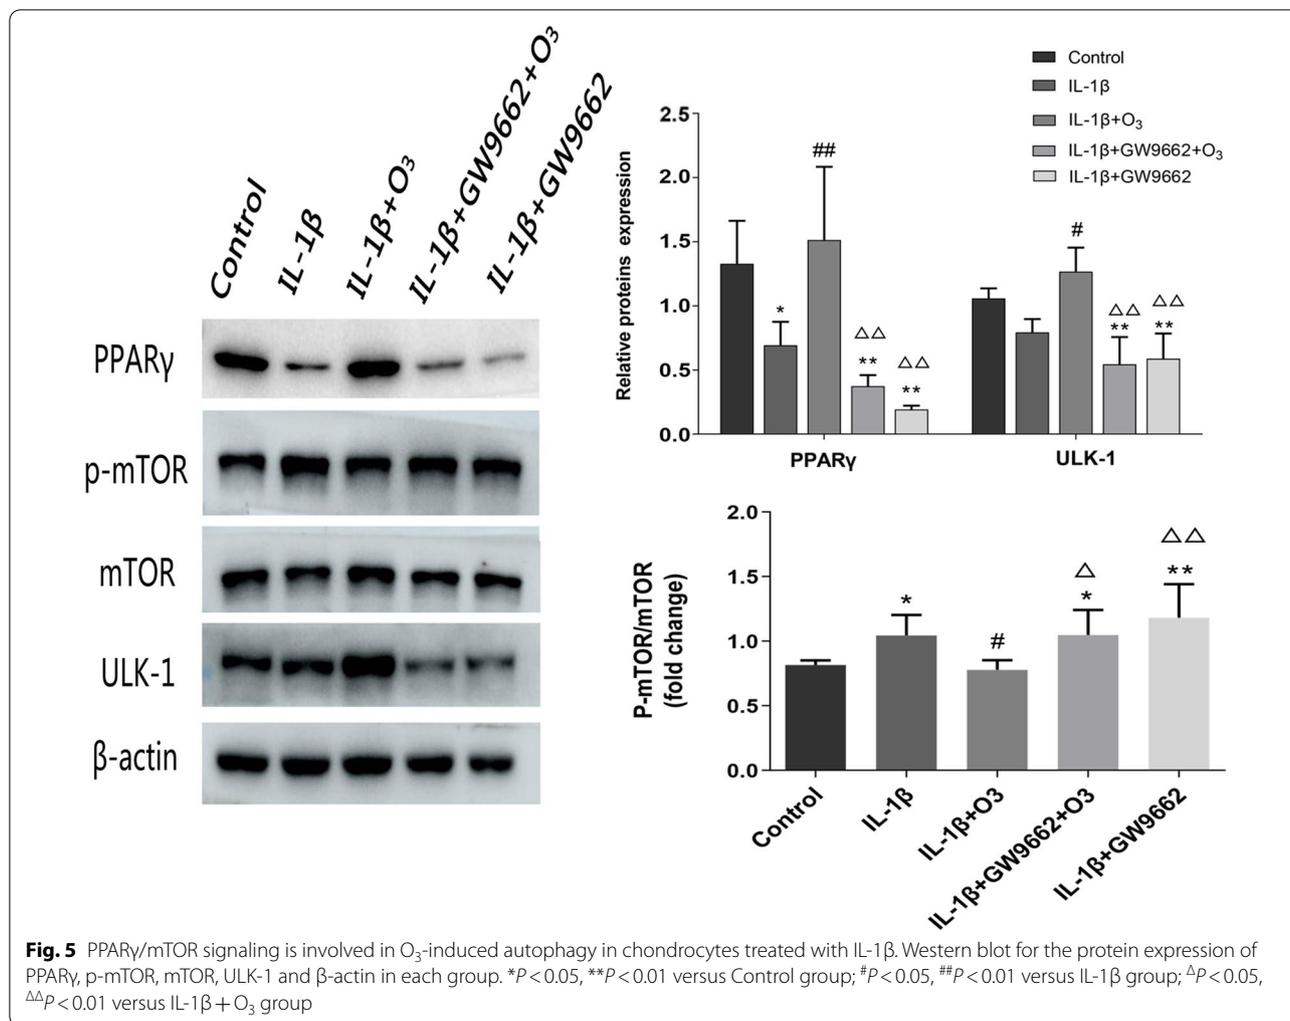 Control
IL-1β
IL-1β+O₃
IL-1β+GW9662+O₃
IL-1β+GW9662
PPARγ
p-mTOR
mTOR
ULK-1
β-actin
Control
IL-1β
IL-1β+O₃
IL-1β+GW9662+O₃
IL-1β+GW9662
Relative proteins expression
2.5
2.0
1.5
1.0
0.5
0.0
*
##
△△
**
△△
**
#
△△
**
△△
**
PPARγ
ULK-1
P-mTOR/mTOR
(fold change)
2.0
1.5
1.0
0.5
0.0
*
#
△
*
△△
**
Control
IL-1β
IL-1β+O3
IL-1β+GW9662+O3
IL-1β+GW9662
Fig. 5 PPARγ/mTOR signaling is involved in O₃-induced autophagy in chondrocytes treated with IL-1β. Western blot for the protein expression of
PPARγ, p-mTOR, mTOR, ULK-1 and β-actin in each group. *P < 0.05, **P < 0.01 versus Control group; #P < 0.05, ##P < 0.01 versus IL-1β group; △P < 0.05,
△△P < 0.01 versus IL-1β + O₃ group